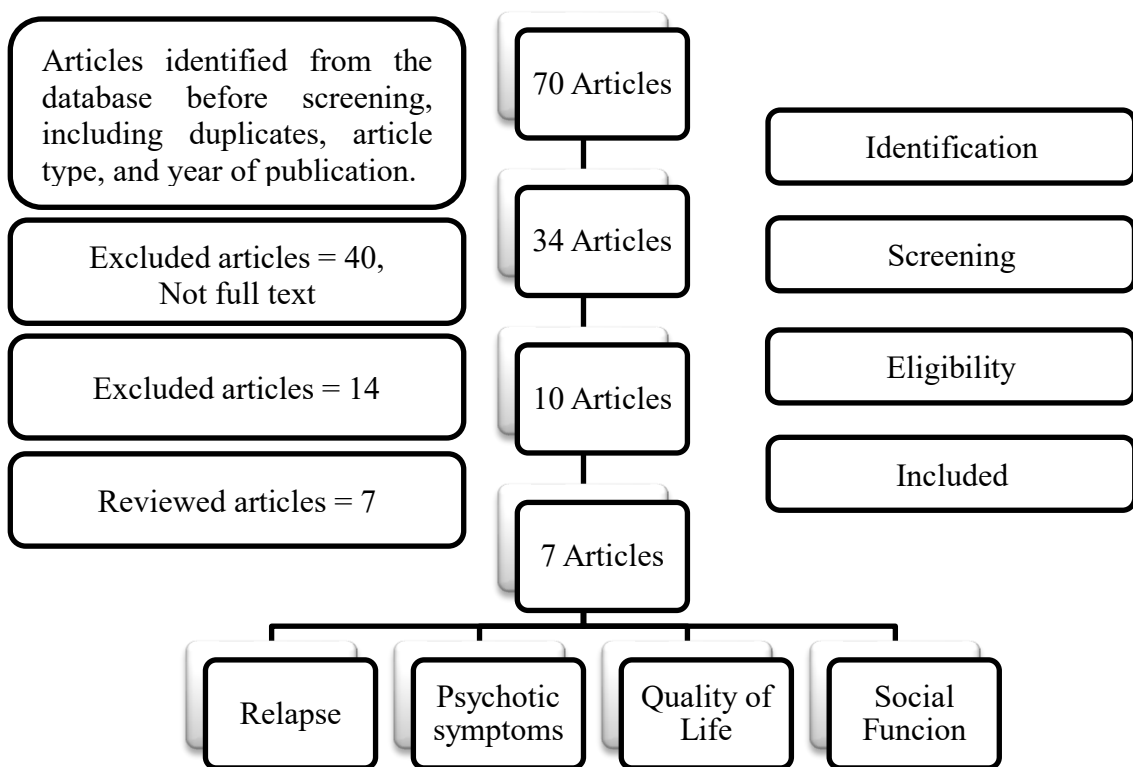 Articles identified from the
database before screening,
including duplicates, article
type, and year of publication.
70 Articles
Identification
Excluded articles = 40,
Not full text
34 Articles
Screening
Excluded articles = 14
10 Articles
Eligibility
Reviewed articles = 7
7 Articles
Included
Relapse
Psychotic
symptoms
Quality of
Life
Social
Funcion